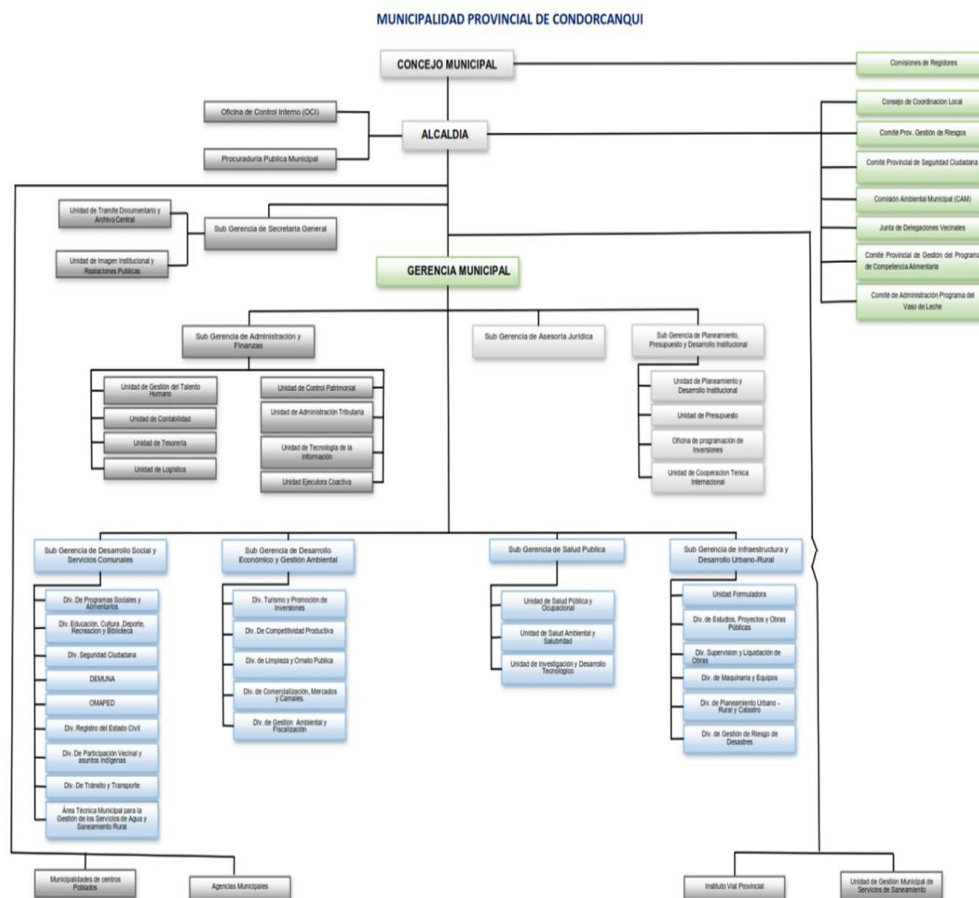 MUNICIPALIDAD PROVINCIAL DE CONDORCANQUI
CONCEJO MUNICIPAL
Comisiones de Regidores
Oficina de Control Interno (OCI)
Procuraduría Publica Municipal
ALCALDIA
Consejo de Coordinación Local
Comité Prov. Gestión de Riesgos
Comité Provincial de Seguridad Ciudadana
Comisión Ambiental Municipal (CAM)
Junta de Delegaciones Vecinales
Comité Provincial de Gestión del Programa
de Competencia Alimentaria
Comité de Administración Programa del
Vaso de Leche
Unidad de Tramite Documentario y
Archivo Central
Unidad de Imagen Institucional y
Realaciones Publicas
Sub Gerencia de Secretaria General
GERENCIA MUNICIPAL
Sub Gerencia de Administración y
Finanzas
Unidad de Gestión del Talento
Humano
Unidad de Contabilidad
Unidad de Tesorería
Unidad de Logística
Unidad de Control Patrimonial
Unidad de Administración Tributaria
Unidad de Tecnología de la
Información
Unidad Ejecutora Coactiva
Sub Gerencia de Asesoría Jurídica
Sub Gerencia de Planeamiento,
Presupuesto y Desarrollo Institucional
Unidad de Planeamiento y
Desarrollo Institucional
Unidad de Presupuesto
Oficina de programación de
Inversiones
Unidad de Cooperacion Tenica
Internacional
Sub Gerencia de Desarrollo Social y
Servicios Comunales
Div. De Programas Sociales y
Alimentarios
Div. Educación, Cultura ,Deporte,
Recreacion y Biblioteca
Div. Seguridad Ciudadana
DEMUNA
OMAPED
Div. Registro del Estado Civil
Div. De Participación Vecinal y
asuntos indígenas
Div. De Tránsito y Transporte
Área Técnica Municipal para la
Gestión de los Servicios de Agua y
Saneamiento Rural
Sub Gerencia de Desarrollo
Económico y Gestión Ambiental
Div. Turismo y Promoción de
Inversiones
Div. De Competitividad Productiva
Div. de Limpieza y Ornato Publica
Div. de Comercialización, Mercados
y Camales.
Div. de Gestión Ambiental y
Fiscalización
Sub Gerencia de Salud Publica
Unidad de Salud Pública y
Ocupacional
Unidad de Salud Ambiental y
Salubridad
Unidad de Investigación y Desarrollo
Tecnológico
Sub Gerencia de Infraestructura y
Desarrollo Urbano-Rural
Unidad Formuladora
Div. de Estudios, Proyectos y Obras
Públicas
Div. Supervision y Liquidación de
Obras
Div. de Maquinaria y Equipos
Div. de Planeamiento Urbano -
Rural y Catastro
Div. de Gestión de Riesgo de
Desastres
Municipalidades de centros
Poblados
Agencias Municipales
Instituto Vial Provincial
Unidad de Gestión Municipal de
Servicios de Saneamiento